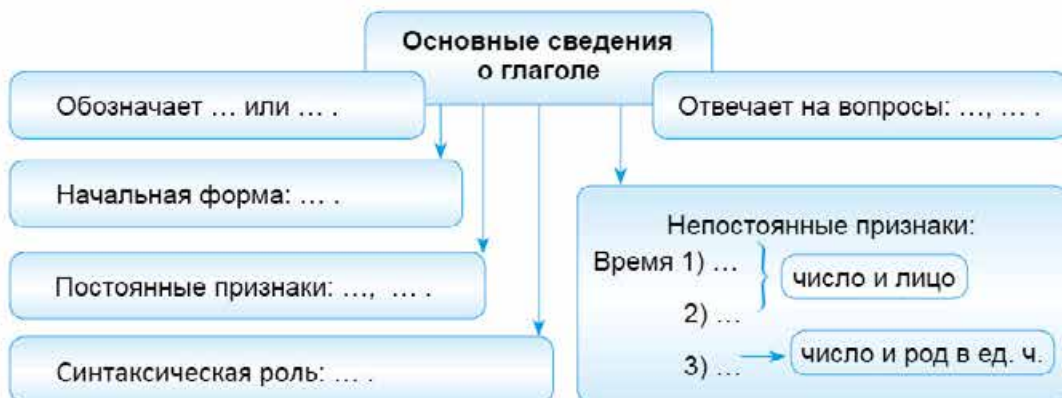 Основные сведения
о глаголе
Обозначает … или … .
Отвечает на вопросы: …, … .
Начальная форма: … .
Постоянные признаки: …, … .
Синтаксическая роль: … .
Непостоянные признаки:
Время 1) …
число и лицо
2) …
3) …
число и род в ед. ч.